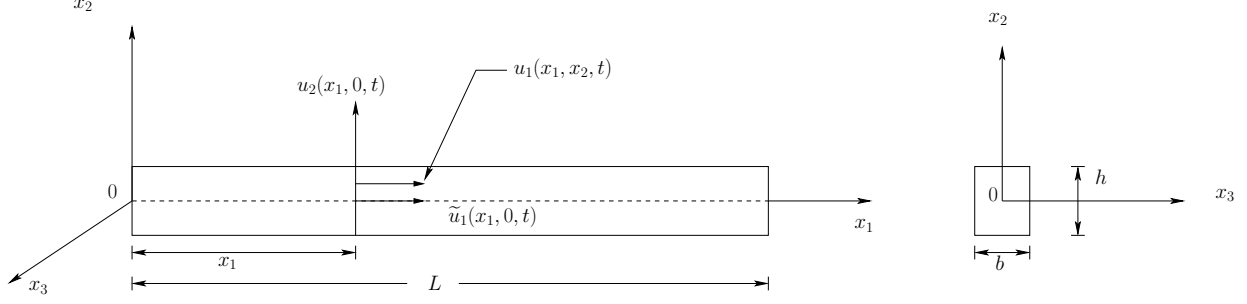 x₂
u₁(x₁, x₂, t)
u₂(x₁, 0, t)
0
ũ₁(x₁, 0, t)
x₁
x₁
x₃
L
x₂
0
h
x₃
b